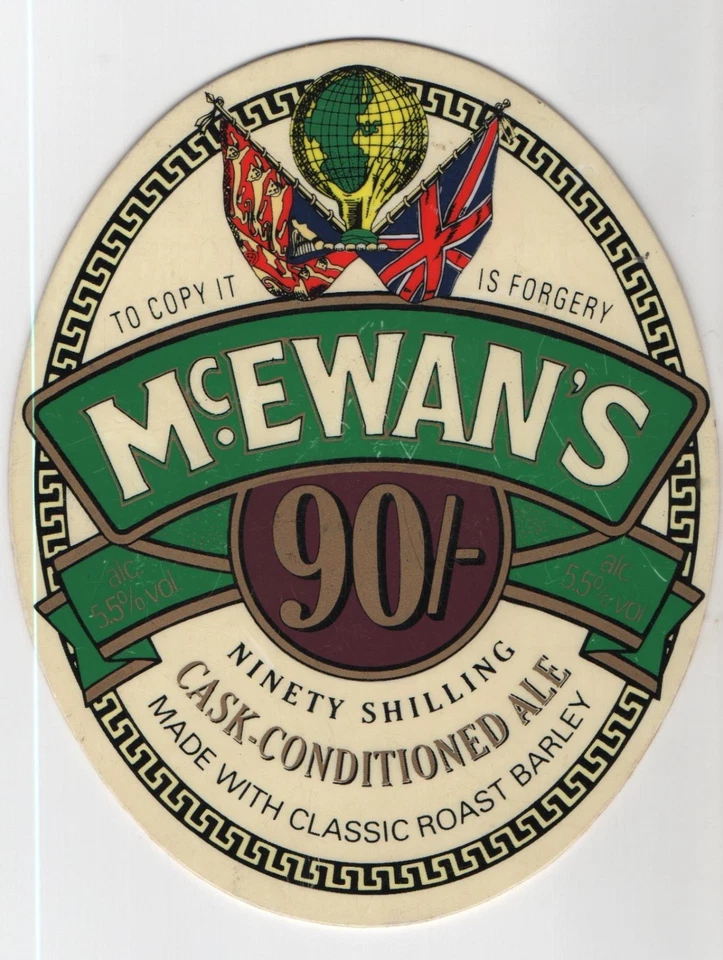 TO COPY IT IS FORGERY
McEWAN'S
90/-
alc 5.5% vol
alc 5.5% vol
NINETY SHILLING
CASK-CONDITIONED ALE
MADE WITH CLASSIC ROAST BARLEY